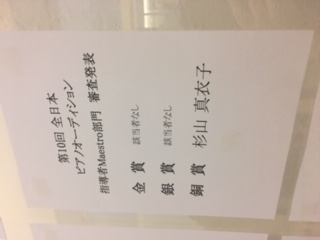 第10回 全日本
ピアノオーディション
指導者Maestro部門 審査発表
金 賞 該当者なし
銀 賞 該当者なし
銅 賞 杉山 真衣子